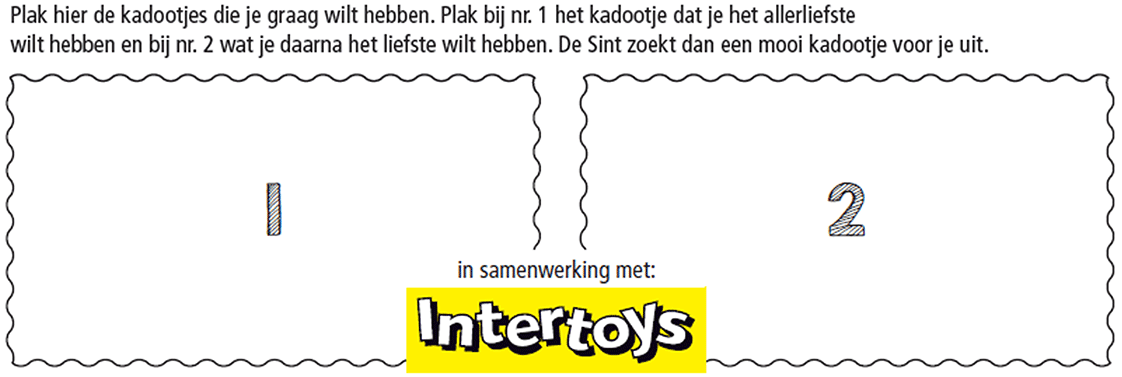 Plak hier de kadootjes die je graag wilt hebben. Plak bij nr. 1 het kadootje dat je het allerliefste
wilt hebben en bij nr. 2 wat je daarna het liefste wilt hebben. De Sint zoekt dan een mooi kadootje voor je uit.
1
2
in samenwerking met:
Intertoys